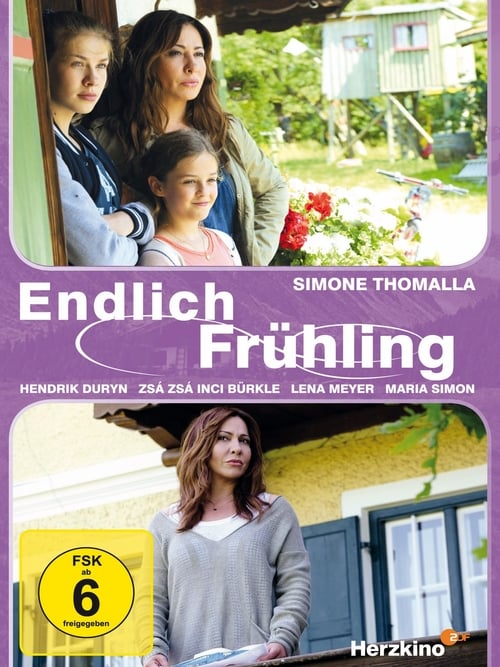 SIMONE THOMALLA
Endlich
Frühling
HENDRIK DURYN ZSÁ ZSÁ INCI BÜRKLE LENA MEYER MARIA SIMON
FSK
ab
6
freigegeben
Herzkino ZDF